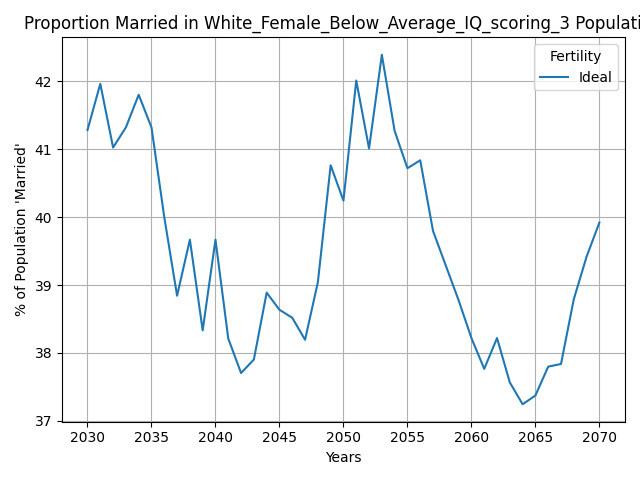 Proportion Married in White_Female_Below_Average_IQ_scoring_3 Populati
Fertility
Ideal
% of Population 'Married'
42
41
40
39
38
37
2030 2035 2040 2045 2050 2055 2060 2065 2070
Years